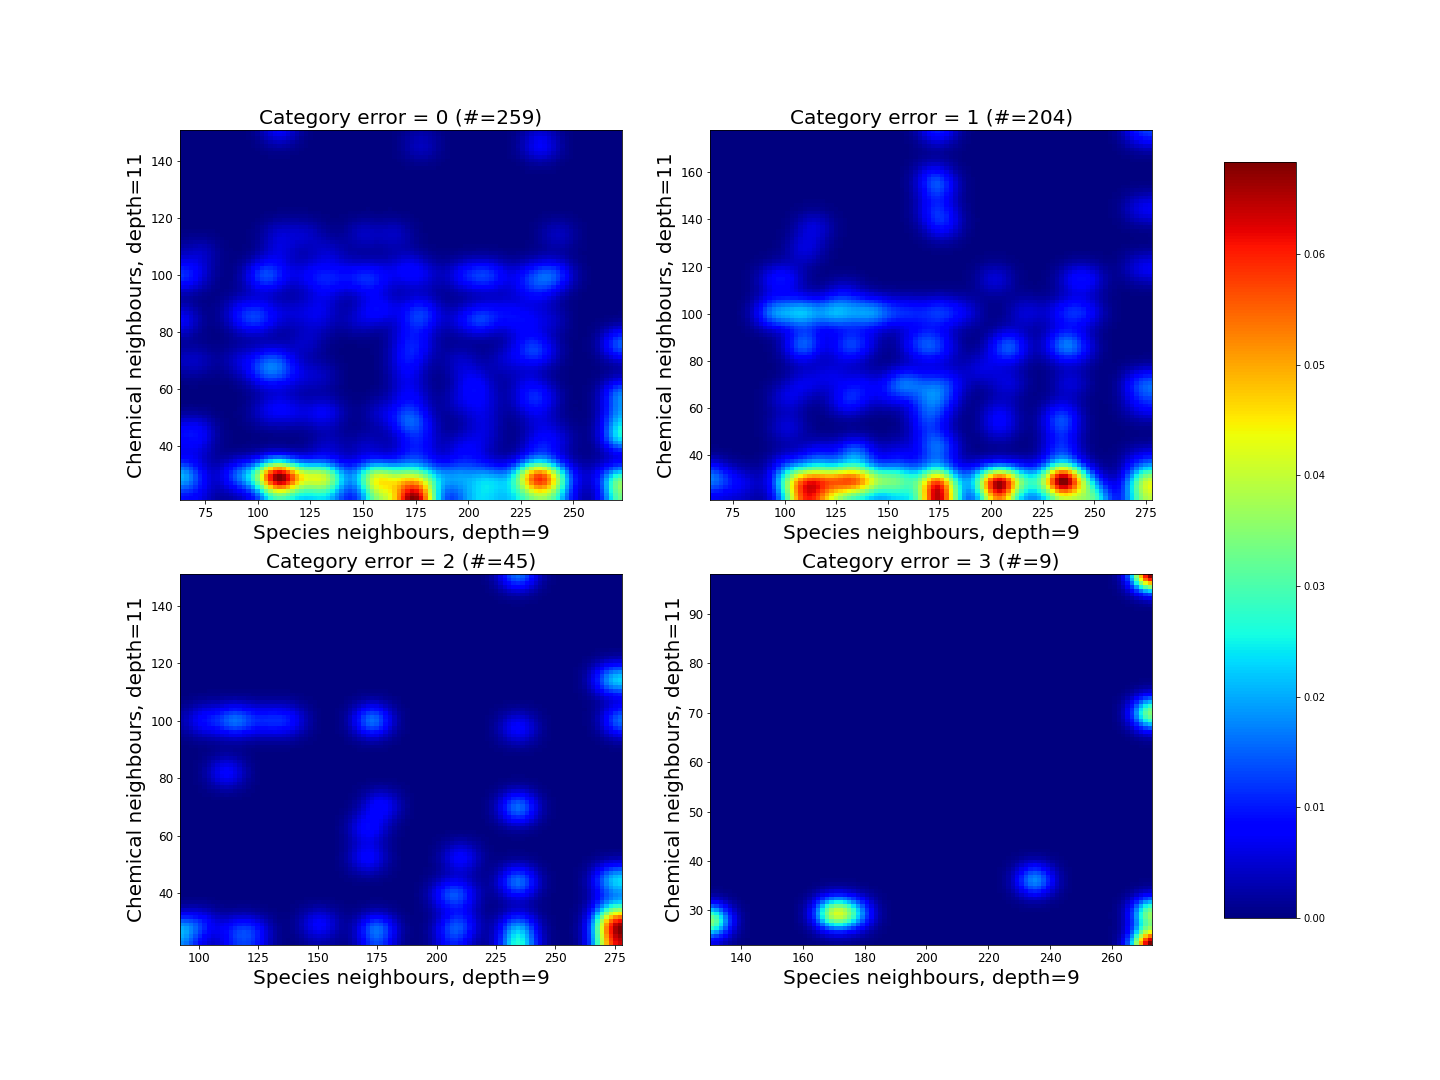 Category error = 0 (#=259)
Chemical neighbours, depth=11
140
120
100
80
60
40
75 100 125 150 175 200 225 250
Species neighbours, depth=9
Category error = 1 (#=204)
Chemical neighbours, depth=11
160
140
120
100
80
60
40
75 100 125 150 175 200 225 250 275
Species neighbours, depth=9
Category error = 2 (#=45)
Chemical neighbours, depth=11
140
120
100
80
60
40
100 125 150 175 200 225 250 275
Species neighbours, depth=9
Category error = 3 (#=9)
Chemical neighbours, depth=11
90
80
70
60
50
40
30
140 160 180 200 220 240 260
Species neighbours, depth=9
0.06
0.05
0.04
0.03
0.02
0.01
0.00